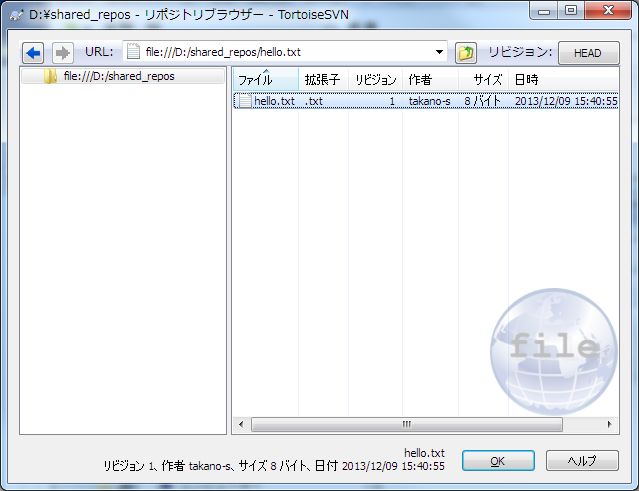 D:¥shared_repos - リポジトリブラウザー - TortoiseSVN
URL: file:///D:/shared_repos/hello.txt リビジョン: HEAD
file:///D:/shared_repos
ファイル 拡張子 リビジョン 作者 サイズ 日時
hello.txt .txt 1 takano-s 8 バイト 2013/12/09 15:40:55
file
hello.txt
リビジョン 1、作者 takano-s、サイズ 8 バイト、日付 2013/12/09 15:40:55
OK ヘルプ